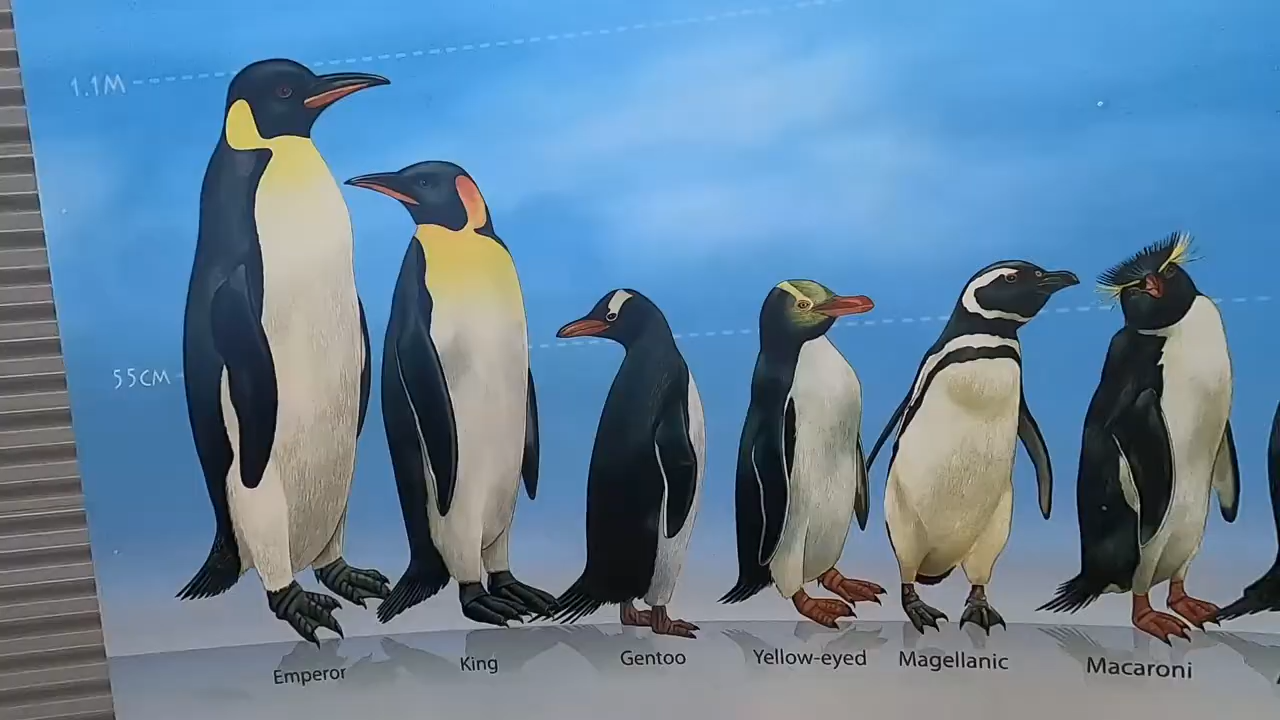 1.1M
55CM
Emperor
King
Gentoo
Yellow-eyed
Magellanic
Macaroni